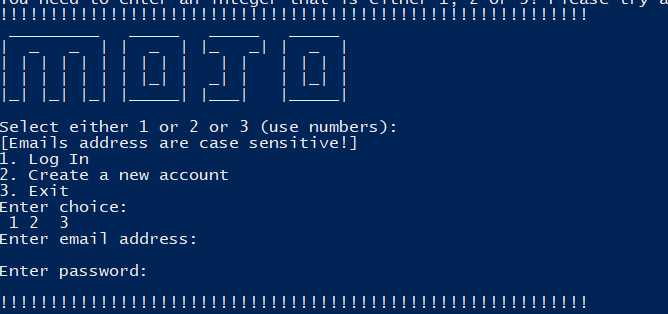 You need to enter an integer that is either 1, 2 or 3! Please try a
!!!!!!!!!!!!!!!!!!!!!!!!!!!!!!!!!!!!!!!!!!!!!!!!!!!!!!!!!!!
MOJO
Select either 1 or 2 or 3 (use numbers):
[Emails address are case sensitive!]
1. Log In
2. Create a new account
3. Exit
Enter choice:
1 2  3
Enter email address:
Enter password:
!!!!!!!!!!!!!!!!!!!!!!!!!!!!!!!!!!!!!!!!!!!!!!!!!!!!!!!!!!!